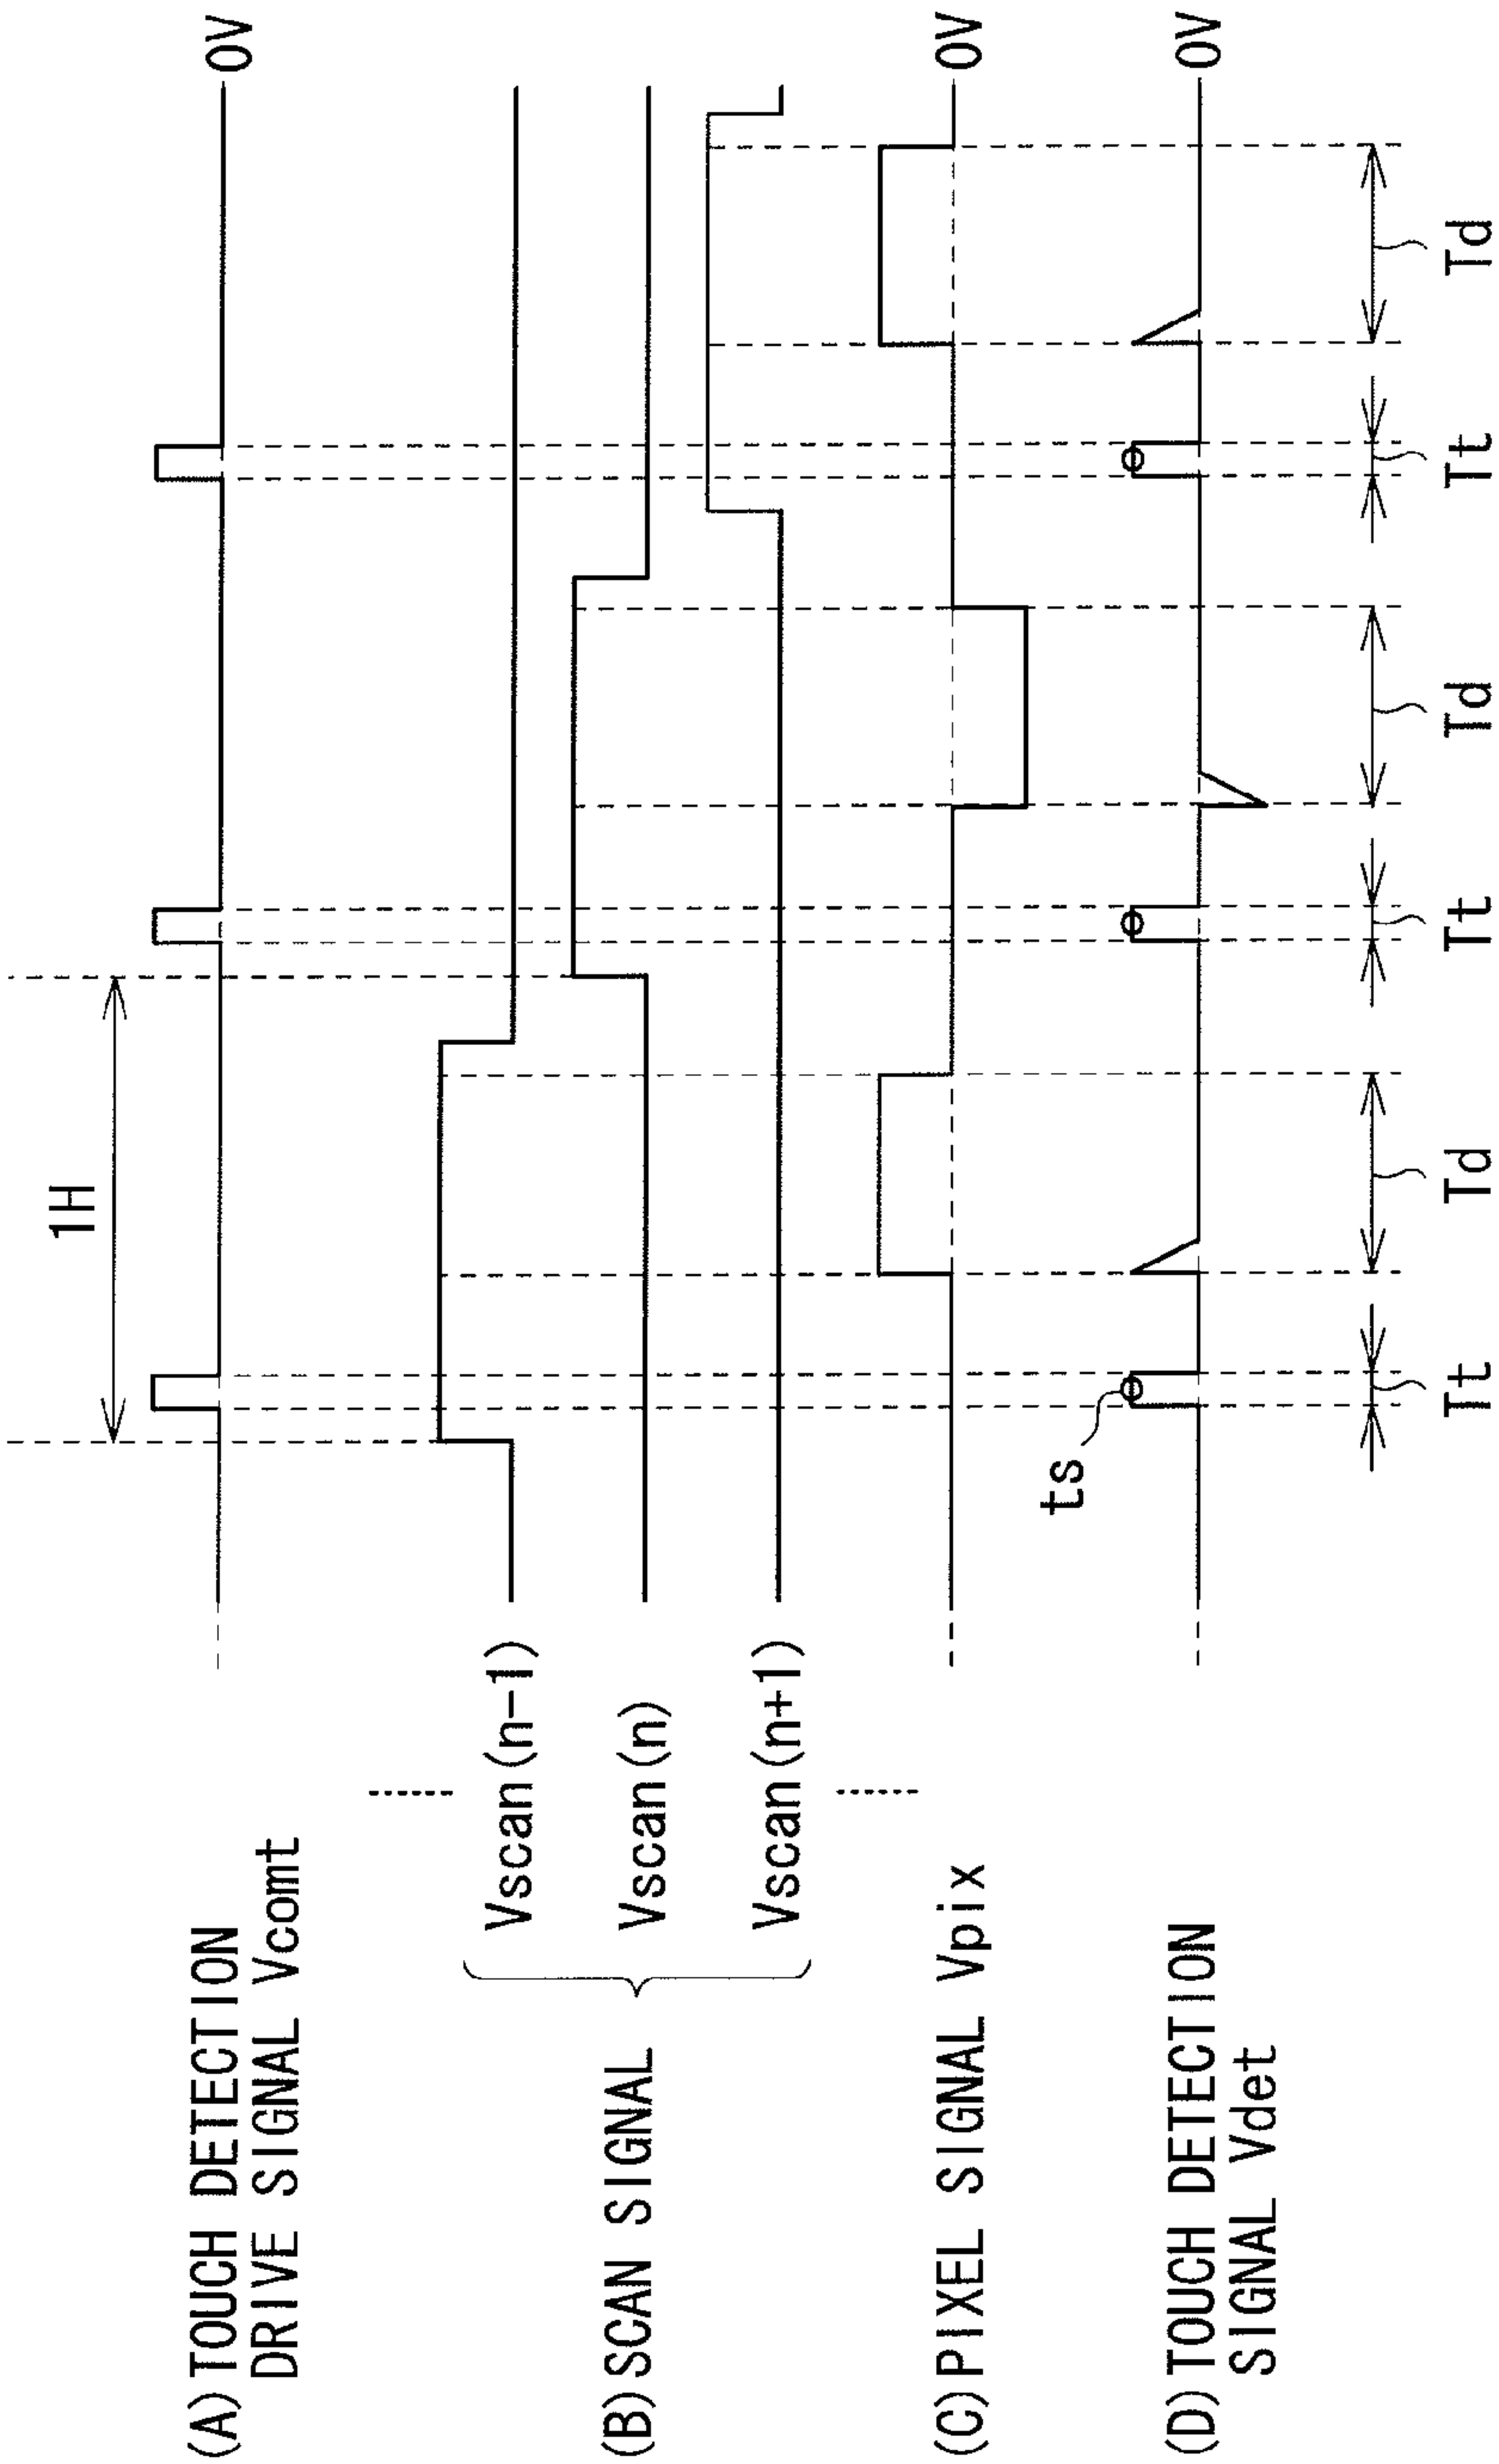 1H
(A) TOUCH DETECTION
DRIVE SIGNAL Vcomt
0V
(B) SCAN SIGNAL
Vscan(n-1)
Vscan(n)
Vscan(n+1)
(C) PIXEL SIGNAL Vpix
0V
ts
(D) TOUCH DETECTION
SIGNAL Vdet
0V
Tt Td Tt Td Tt Td